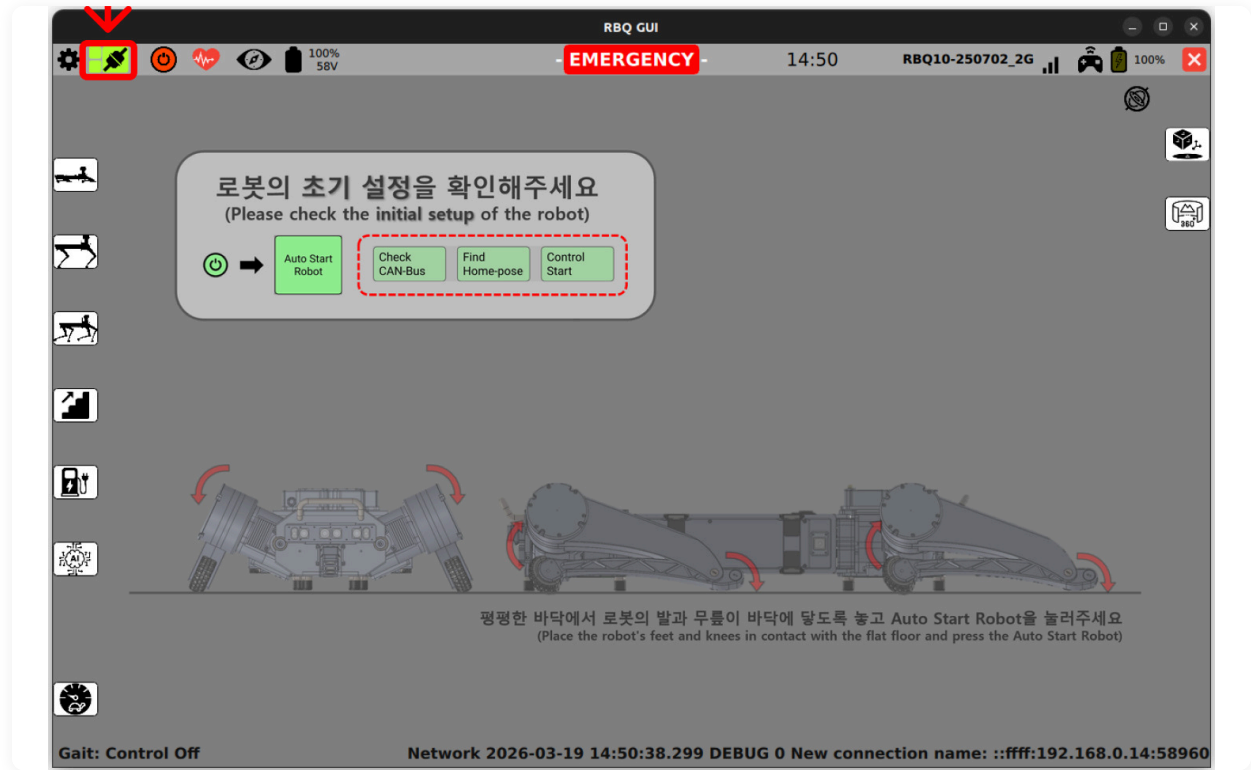 RBQ GUI
100%
58V
- EMERGENCY -
14:50
RBQ10-250702_2G
100%
로봇의 초기 설정을 확인해주세요
(Please check the initial setup of the robot)
Auto Start
Robot
Check
CAN-Bus
Find
Home-pose
Control
Start
360
AI
평평한 바닥에서 로봇의 발과 무릎이 바닥에 닿도록 놓고 Auto Start Robot을 눌러주세요
(Place the robot's feet and knees in contact with the flat floor and press the Auto Start Robot)
Gait: Control Off
Network 2026-03-19 14:50:38.299 DEBUG 0 New connection name: ::ffff:192.168.0.14:58960